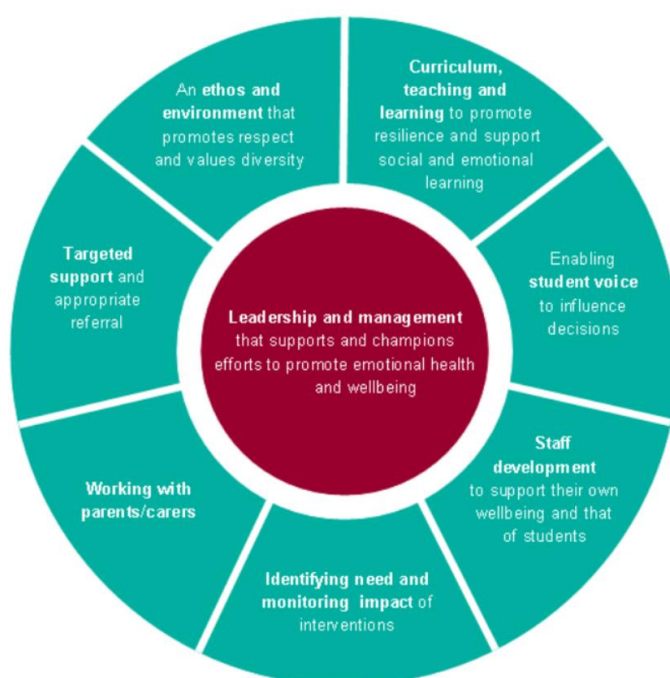 An ethos and
environment that
promotes respect
and values diversity
Curriculum,
teaching and
learning to promote
resilience and support
social and emotional
learning
Enabling
student voice
to influence
decisions
Staff
development
to support their own
wellbeing and that
of students
Identifying need and
monitoring impact of
interventions
Working with
parents/carers
Targeted
support and
appropriate
referral
Leadership and management
that supports and champions
efforts to promote emotional health
and wellbeing